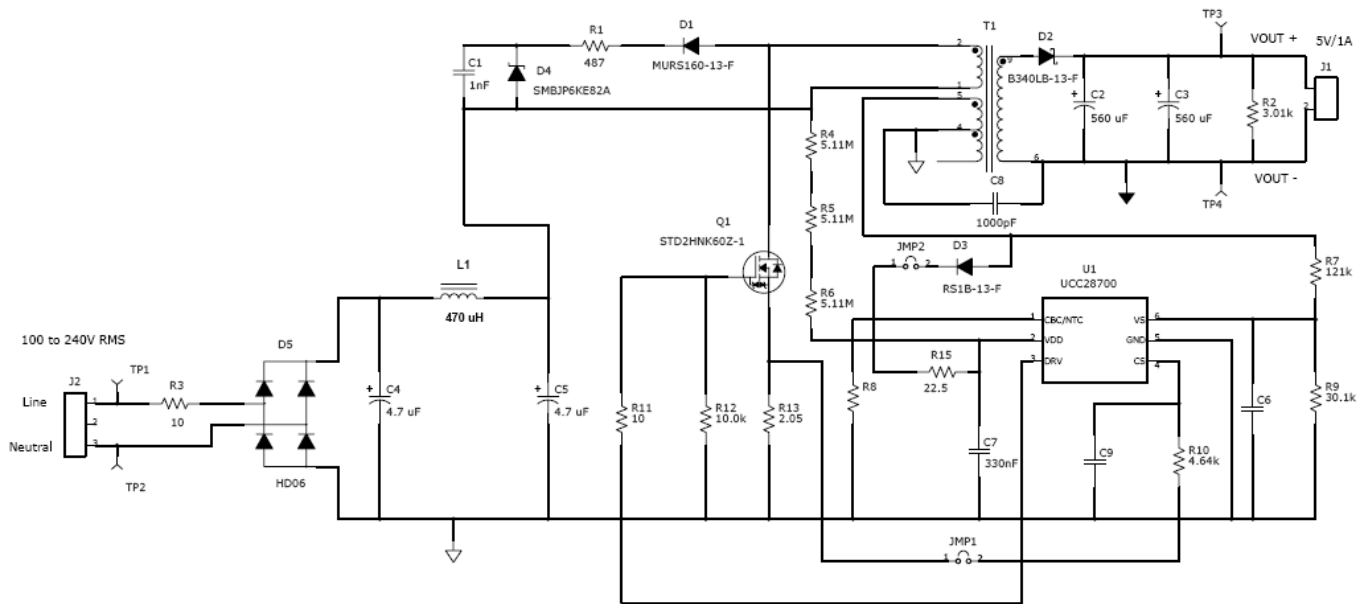 R1
487
D1
MURS160-13-F
T1
2
1
5
4
9
6
D2
B340LB-13-F
TP3
VOUT +
5V/1A
J1
1
2
C1
1nF
D4
SMBJP6KE82A
C2
+
560 uF
C3
+
560 uF
R2
3.01k
R4
5.11M
C8
1000pF
VOUT -
TP4
R5
5.11M
Q1
STD2HNK60Z-1
JMP2
1
2
D3
RS1B-13-F
R7
121k
U1
UCC28700
L1
470 uH
R6
5.11M
1
CBC/NTC
VS
6
2
VDD
GND
5
3
DRV
CS
4
100 to 240V RMS
D5
R15
22.5
J2
TP1
R3
10
Line
1
2
Neutral
3
TP2
HD06
C4
+
4.7 uF
C5
+
4.7 uF
R11
10
R12
10.0k
R13
2.05
R8
C6
R9
30.1k
C7
330nF
C9
R10
4.64k
JMP1
1
2